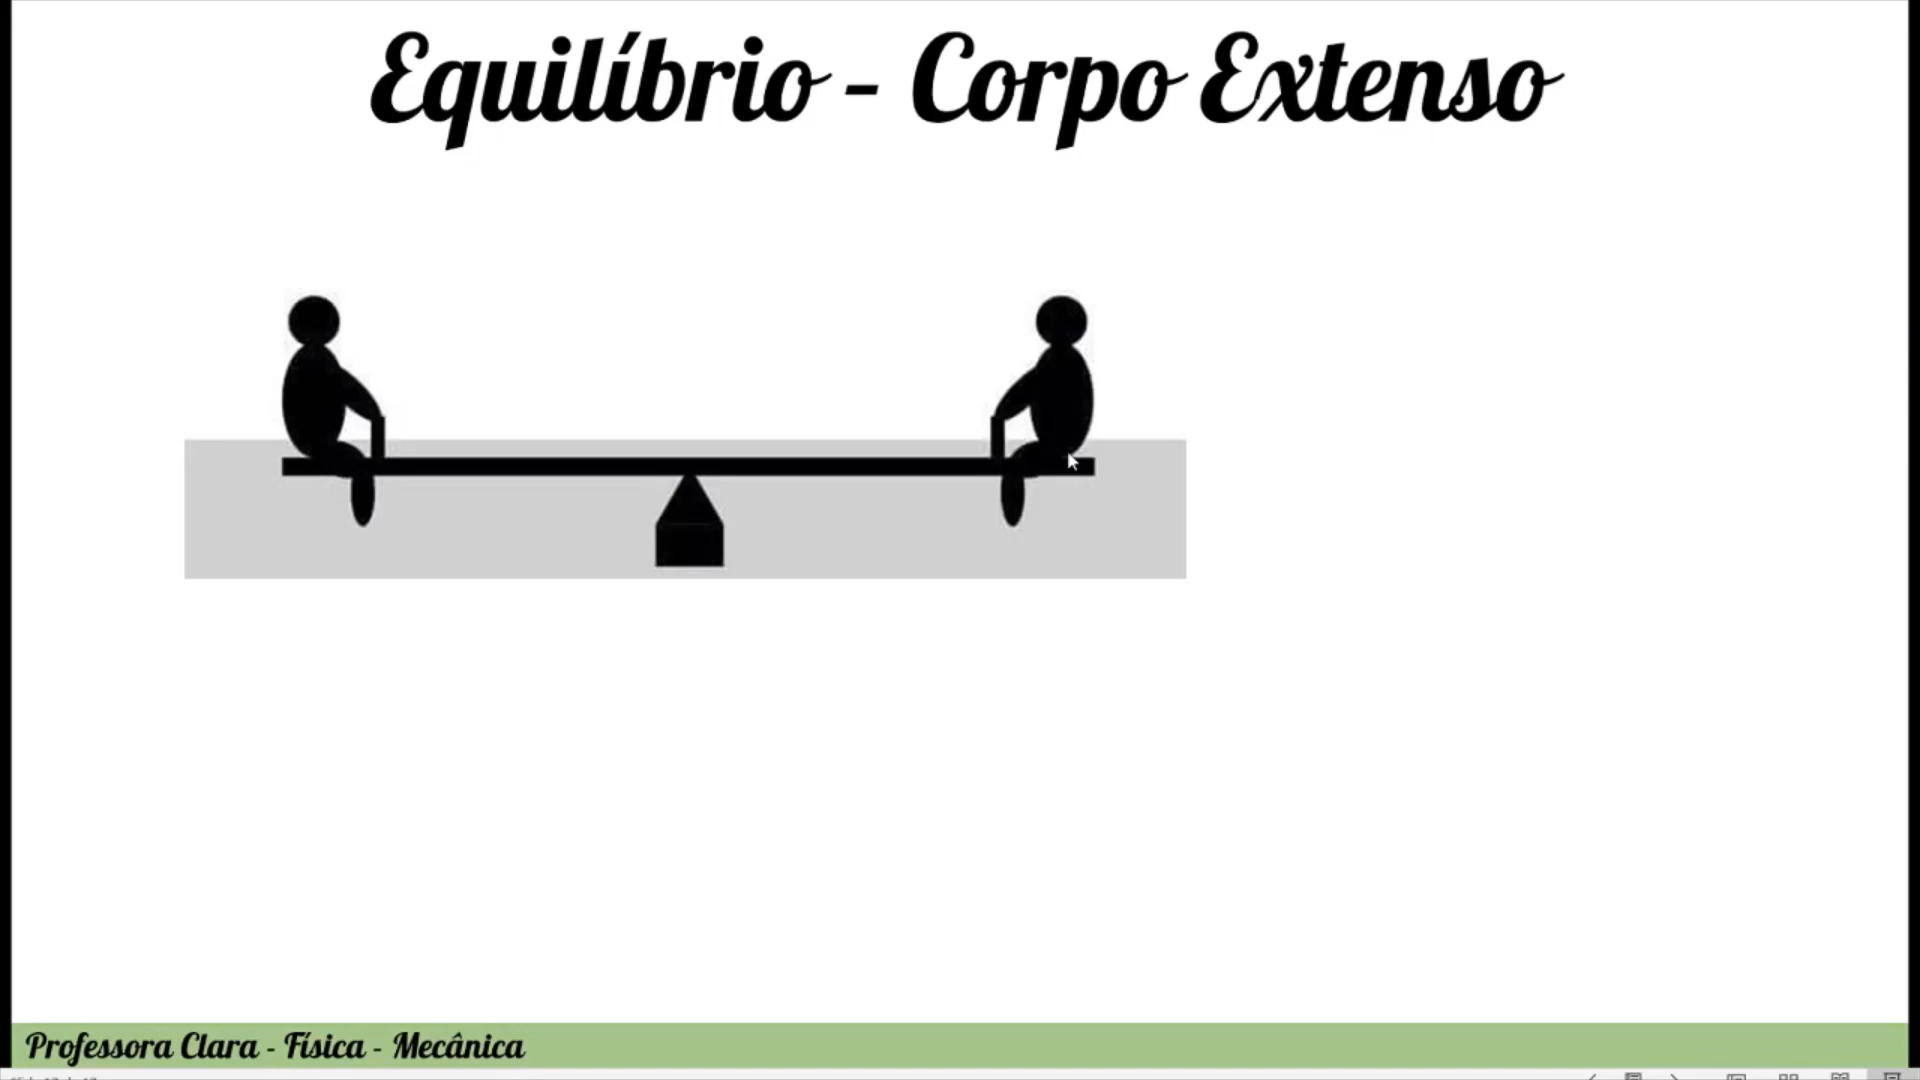 Equilíbrio - Corpo Extenso
Professora Clara - Física - Mecânica